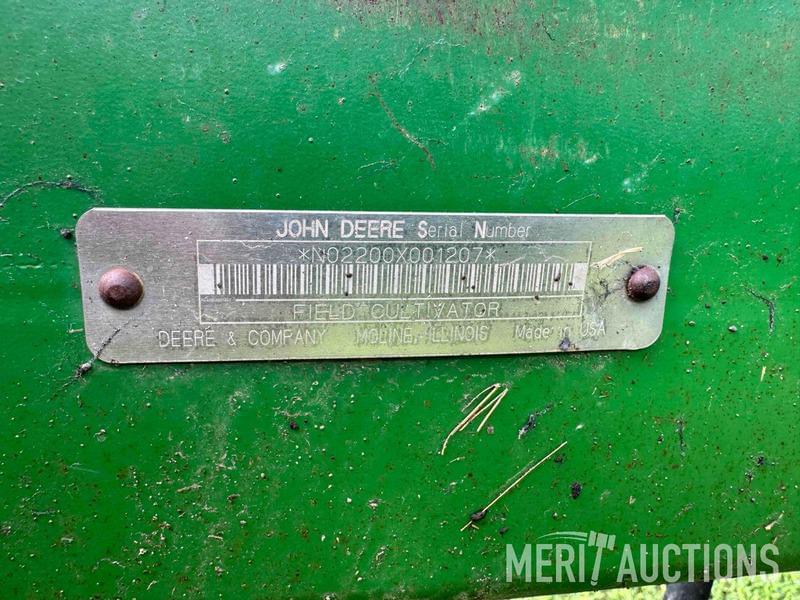 JOHN DEERE Serial Number
*N02200X001207*
FIELD CULTIVATOR
DEERE & COMPANY MOLINE, ILLINOIS Made in USA
MERIT AUCTIONS